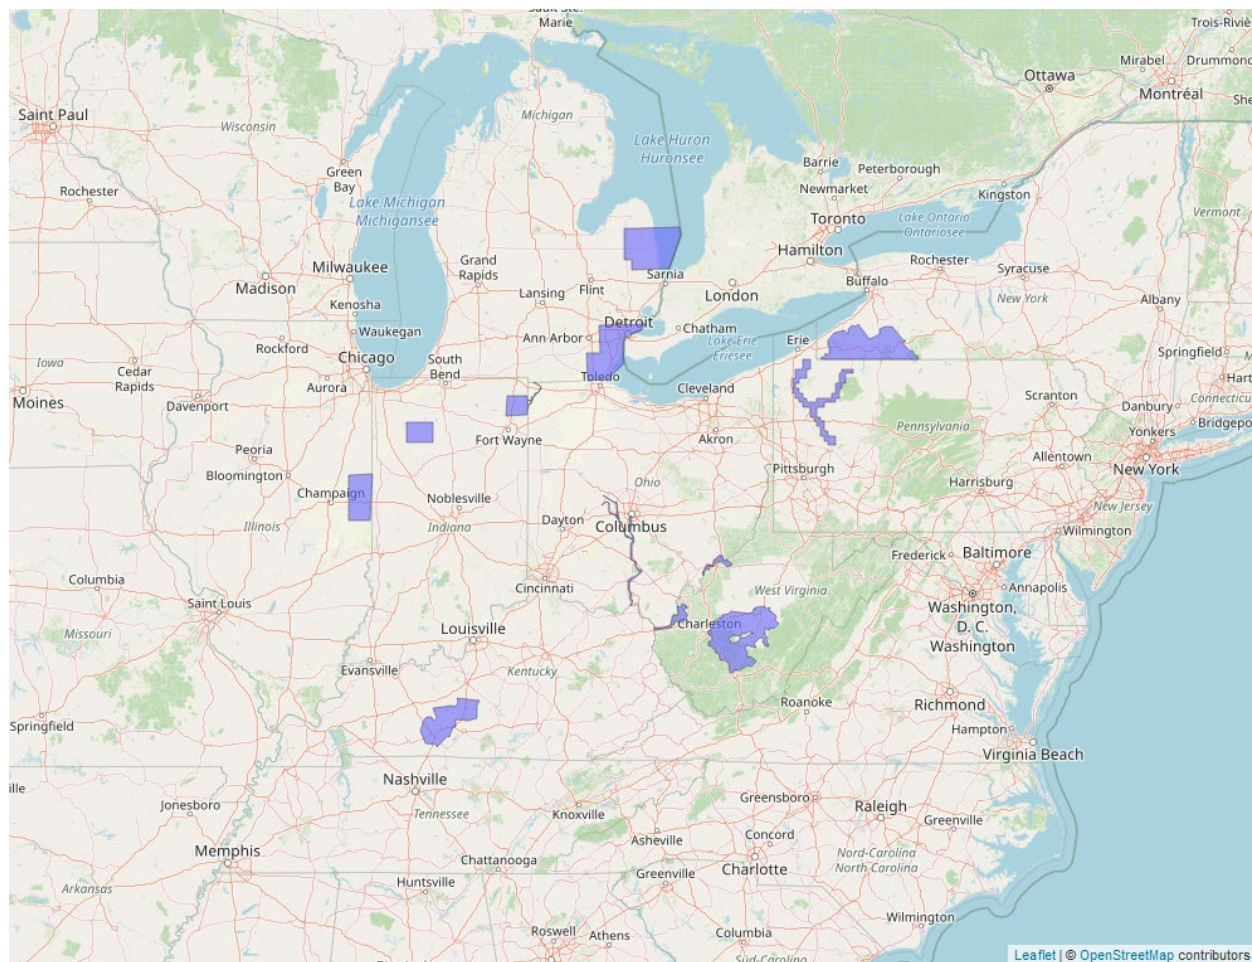 Sault Ste.
Marie
Trois-Riviè
Mirabel
Drummond
Ottawa
Montréal
She
Saint Paul
Wisconsin
Michigan
Lake Huron
Huronsee
Barrie
Peterborough
Green
Bay
Rochester
Newmarket
Kingston
Lake Michigan
Michigansee
Toronto
Lake Ontario
Ontariosee
Vermont
Hamilton
Milwaukee
Grand
Rapids
Sarnia
Rochester
Syracuse
Madison
Flint
London
Buffalo
Kenosha
Lansing
New York
Albany
Waukegan
Detroit
Chatham
Ann Arbor
Lake Erie
Eriesee
Erie
Rockford
Chicago
Springfield
Iowa
South
Bend
Cedar
Rapids
Aurora
Toledo
Cleveland
Hart
Moines
Davenport
Scranton
Danbury
Connecticu
Fort Wayne
Akron
Pennsylvania
Bridgepo
Yonkers
Peoria
Allentown
New York
Bloomington
Pittsburgh
Harrisburg
Champaign
Noblesville
Ohio
New Jersey
Illinois
Indiana
Dayton
Columbus
Wilmington
Frederick
Baltimore
Columbia
Cincinnati
West Virginia
Annapolis
Saint Louis
Washington,
D. C.
Washington
Missouri
Louisville
Charleston
Evansville
Kentucky
Roanoke
Richmond
Springfield
Hampton
Virginia Beach
Nashville
ille
Jonesboro
Tennessee
Knoxville
Greensboro
Raleigh
Greenville
Memphis
Asheville
Concord
Chattanooga
Charlotte
Nord-Carolina
North Carolina
Arkansas
Huntsville
Greenville
Wilmington
Roswell
Athens
Columbia
Süd-Carolina
Leaflet | © OpenStreetMap contributors